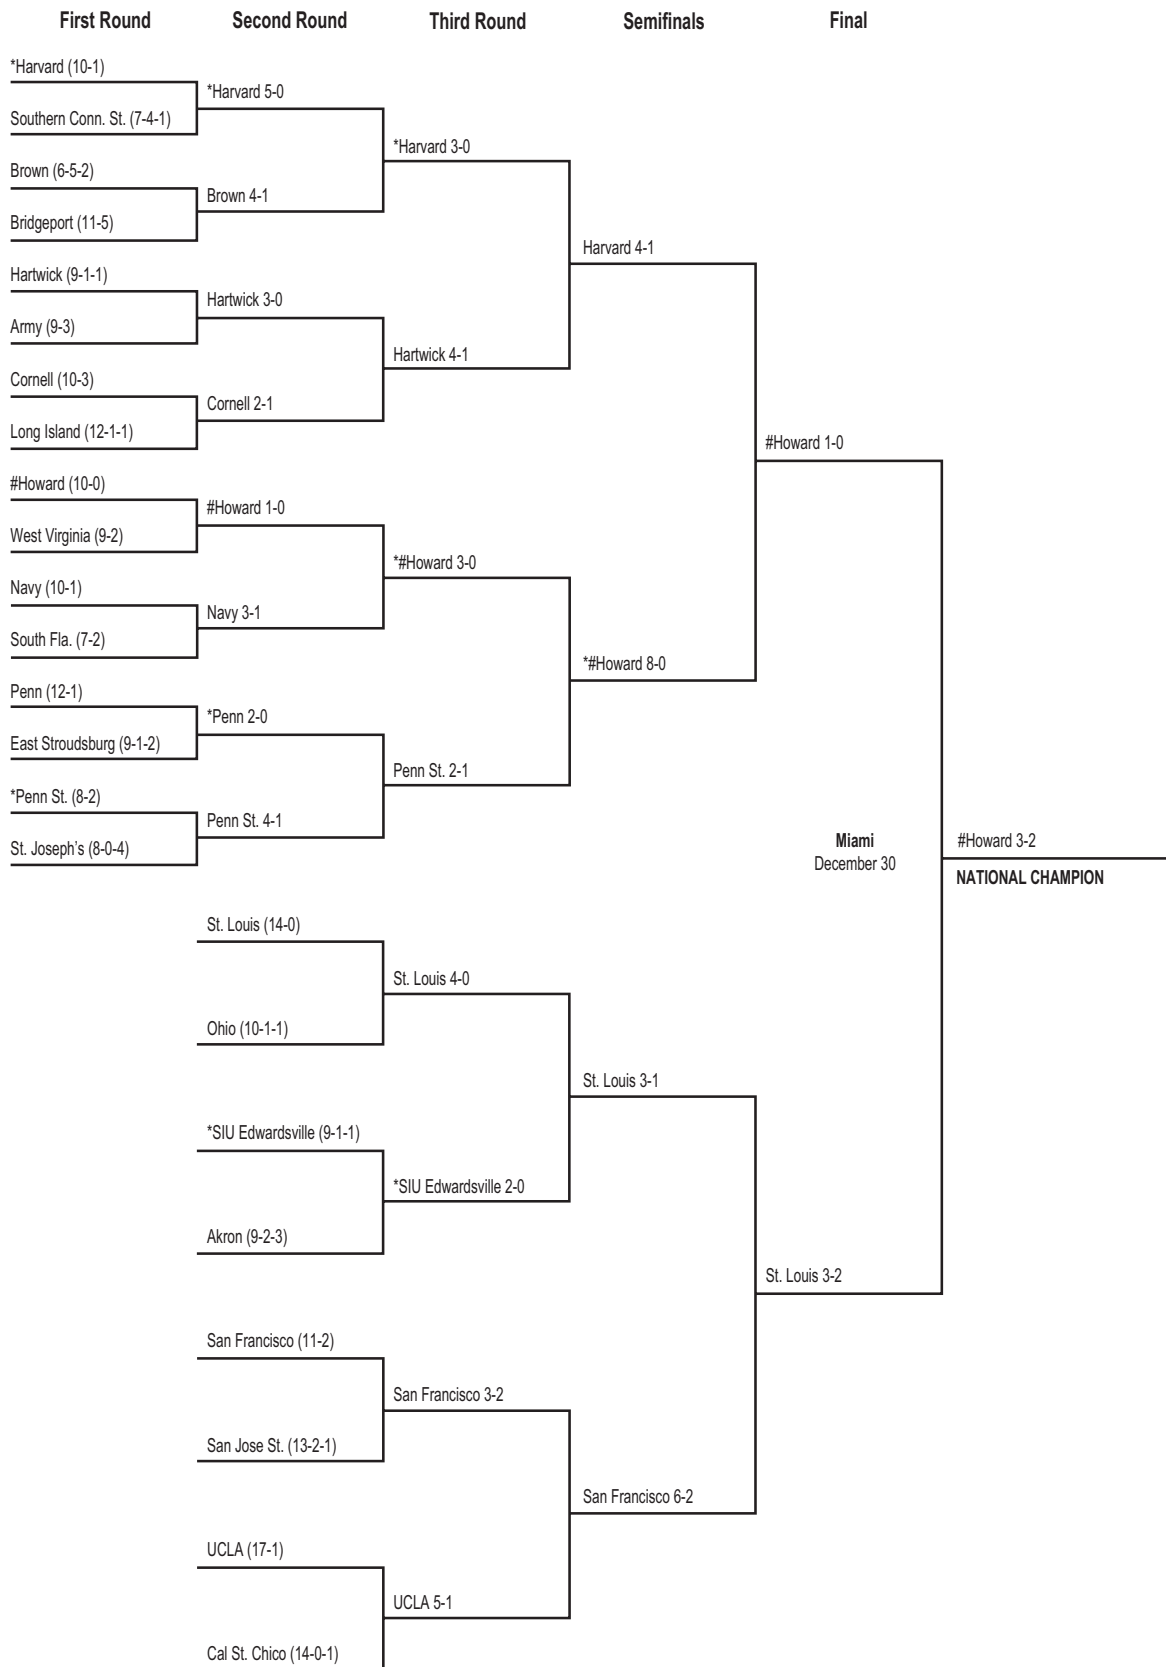 First Round Second Round Third Round Semifinals Final
*Harvard (10-1)
*Harvard 5-0
Southern Conn. St. (7-4-1)
*Harvard 3-0
Brown (6-5-2)
Brown 4-1
Bridgeport (11-5)
Harvard 4-1
Hartwick (9-1-1)
Hartwick 3-0
Army (9-3)
Hartwick 4-1
Cornell (10-3)
Cornell 2-1
Long Island (12-1-1)
#Howard 1-0
#Howard (10-0)
#Howard 1-0
West Virginia (9-2)
*#Howard 3-0
Navy (10-1)
Navy 3-1
South Fla. (7-2)
*#Howard 8-0
Penn (12-1)
*Penn 2-0
East Stroudsburg (9-1-2)
Penn St. 2-1
*Penn St. (8-2)
Penn St. 4-1
St. Joseph's (8-0-4)
Miami
December 30
#Howard 3-2
NATIONAL CHAMPION
St. Louis (14-0)
St. Louis 4-0
Ohio (10-1-1)
St. Louis 3-1
*SIU Edwardsville (9-1-1)
*SIU Edwardsville 2-0
Akron (9-2-3)
St. Louis 3-2
San Francisco (11-2)
San Francisco 3-2
San Jose St. (13-2-1)
San Francisco 6-2
UCLA (17-1)
UCLA 5-1
Cal St. Chico (14-0-1)